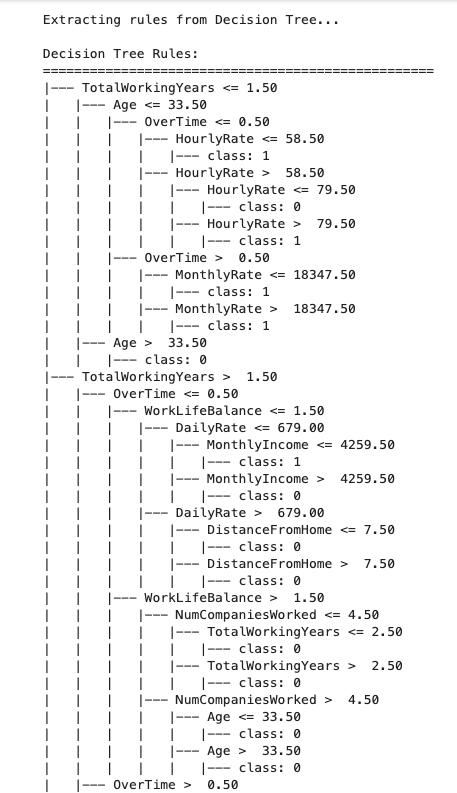 Extracting rules from Decision Tree...

Decision Tree Rules:
==================================================
|--- TotalWorkingYears <= 1.50
|   |--- Age <= 33.50
|   |   |--- OverTime <= 0.50
|   |   |   |--- HourlyRate <= 58.50
|   |   |   |   |--- class: 1
|   |   |   |--- HourlyRate >  58.50
|   |   |   |   |--- HourlyRate <= 79.50
|   |   |   |   |   |--- class: 0
|   |   |   |   |--- HourlyRate >  79.50
|   |   |   |   |   |--- class: 1
|   |   |--- OverTime >  0.50
|   |   |   |--- MonthlyRate <= 18347.50
|   |   |   |   |--- class: 1
|   |   |   |--- MonthlyRate >  18347.50
|   |   |   |   |--- class: 1
|   |--- Age >  33.50
|   |   |--- class: 0
|--- TotalWorkingYears >  1.50
|   |--- OverTime <= 0.50
|   |   |--- WorkLifeBalance <= 1.50
|   |   |   |--- DailyRate <= 679.00
|   |   |   |   |--- MonthlyIncome <= 4259.50
|   |   |   |   |   |--- class: 1
|   |   |   |   |--- MonthlyIncome >  4259.50
|   |   |   |   |   |--- class: 0
|   |   |   |--- DailyRate >  679.00
|   |   |   |   |--- DistanceFromHome <= 7.50
|   |   |   |   |   |--- class: 0
|   |   |   |   |--- DistanceFromHome >  7.50
|   |   |   |   |   |--- class: 0
|   |   |--- WorkLifeBalance >  1.50
|   |   |   |--- NumCompaniesWorked <= 4.50
|   |   |   |   |--- TotalWorkingYears <= 2.50
|   |   |   |   |   |--- class: 0
|   |   |   |   |--- TotalWorkingYears >  2.50
|   |   |   |   |   |--- class: 0
|   |   |   |--- NumCompaniesWorked >  4.50
|   |   |   |   |--- Age <= 33.50
|   |   |   |   |   |--- class: 0
|   |   |   |   |--- Age >  33.50
|   |   |   |   |   |--- class: 0
|   |--- OverTime >  0.50